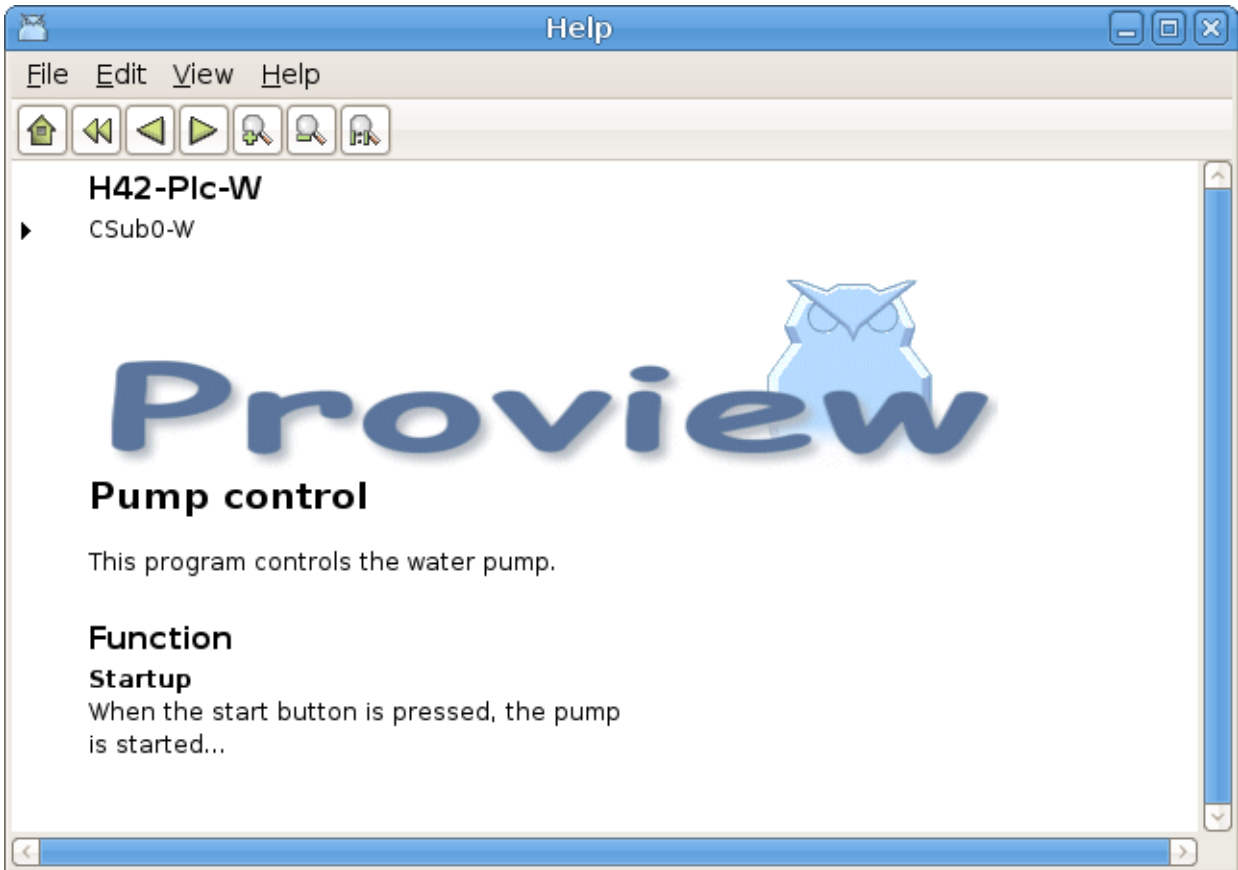 Help
File Edit View Help
H42-Plc-W
CSub0-W
Proview
Pump control
This program controls the water pump.
Function
Startup
When the start button is pressed, the pump
is started...